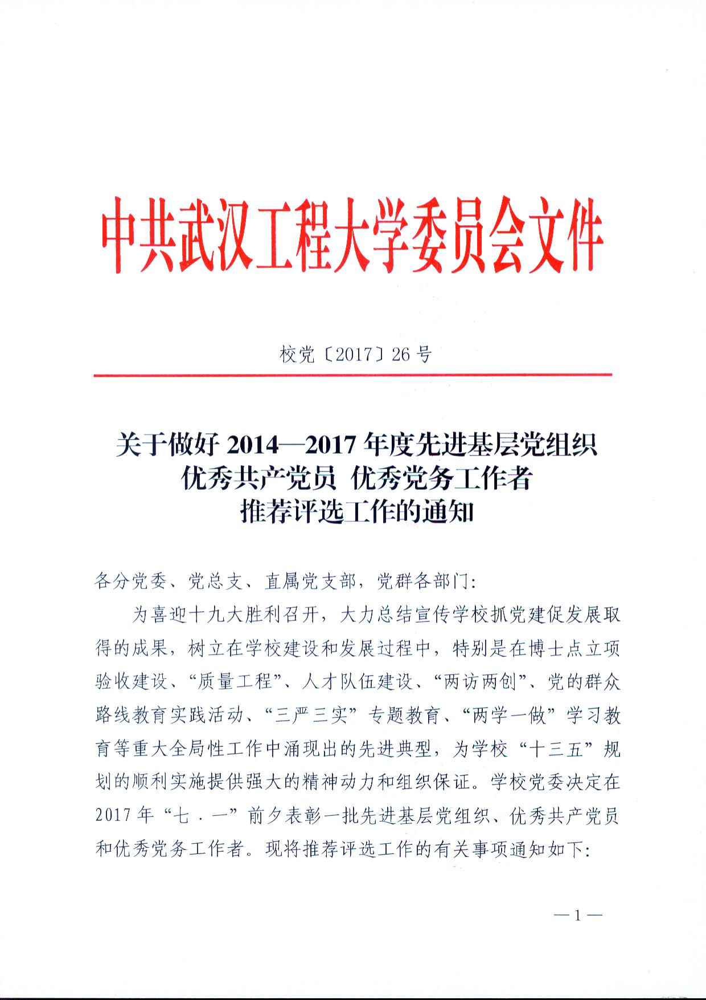 中共武汉工程大学委员会文件
校党〔2017〕26 号
关于做好 2014—2017 年度先进基层党组织
优秀共产党员 优秀党务工作者
推荐评选工作的通知
各分党委、党总支、直属党支部，党群各部门：
为喜迎十九大胜利召开，大力总结宣传学校抓党建促发展取
得的成果，树立在学校建设和发展过程中，特别是在博士点立项
验收建设、“质量工程”、人才队伍建设、“两访两创”、党的群众
路线教育实践活动、“三严三实”专题教育、“两学一做”学习教
育等重大全局性工作中涌现出的先进典型，为学校“十三五”规
划的顺利实施提供强大的精神动力和组织保证。学校党委决定在
2017 年“七．一”前夕表彰一批先进基层党组织、优秀共产党员
和优秀党务工作者。现将推荐评选工作的有关事项通知如下：
— 1 —